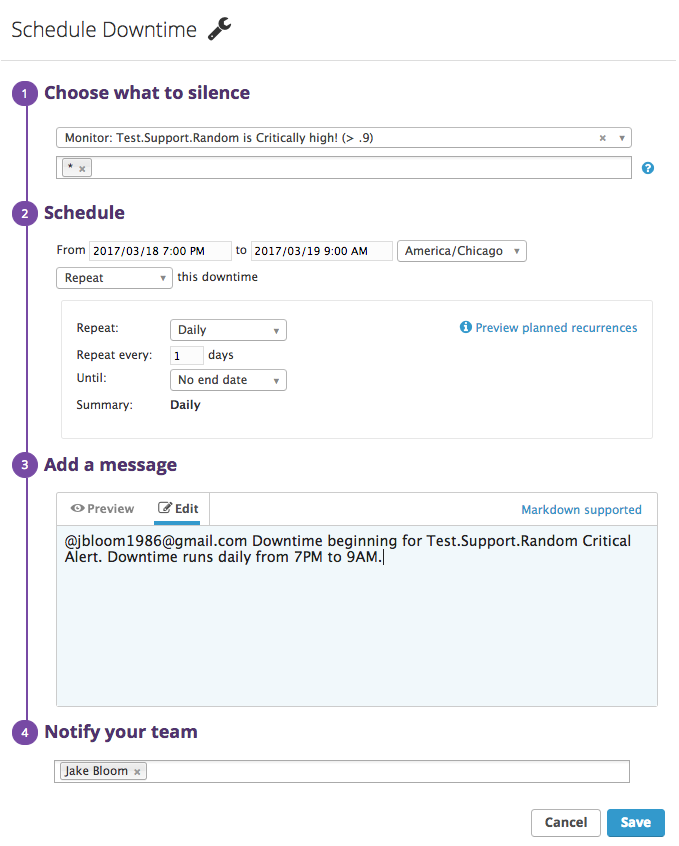 Schedule Downtime
1 Choose what to silence
Monitor: Test.Support.Random is Critically high! (> .9) × ▼
* × ?
2 Schedule
From 2017/03/18 7:00 PM to 2017/03/19 9:00 AM America/Chicago ▼
Repeat ▼ this downtime
Repeat: Daily ▼ i Preview planned recurrences
Repeat every: 1 days
Until: No end date ▼
Summary: Daily
3 Add a message
Preview Edit Markdown supported
@jbloom1986@gmail.com Downtime beginning for Test.Support.Random Critical
Alert. Downtime runs daily from 7PM to 9AM.
4 Notify your team
Jake Bloom ×
Cancel Save